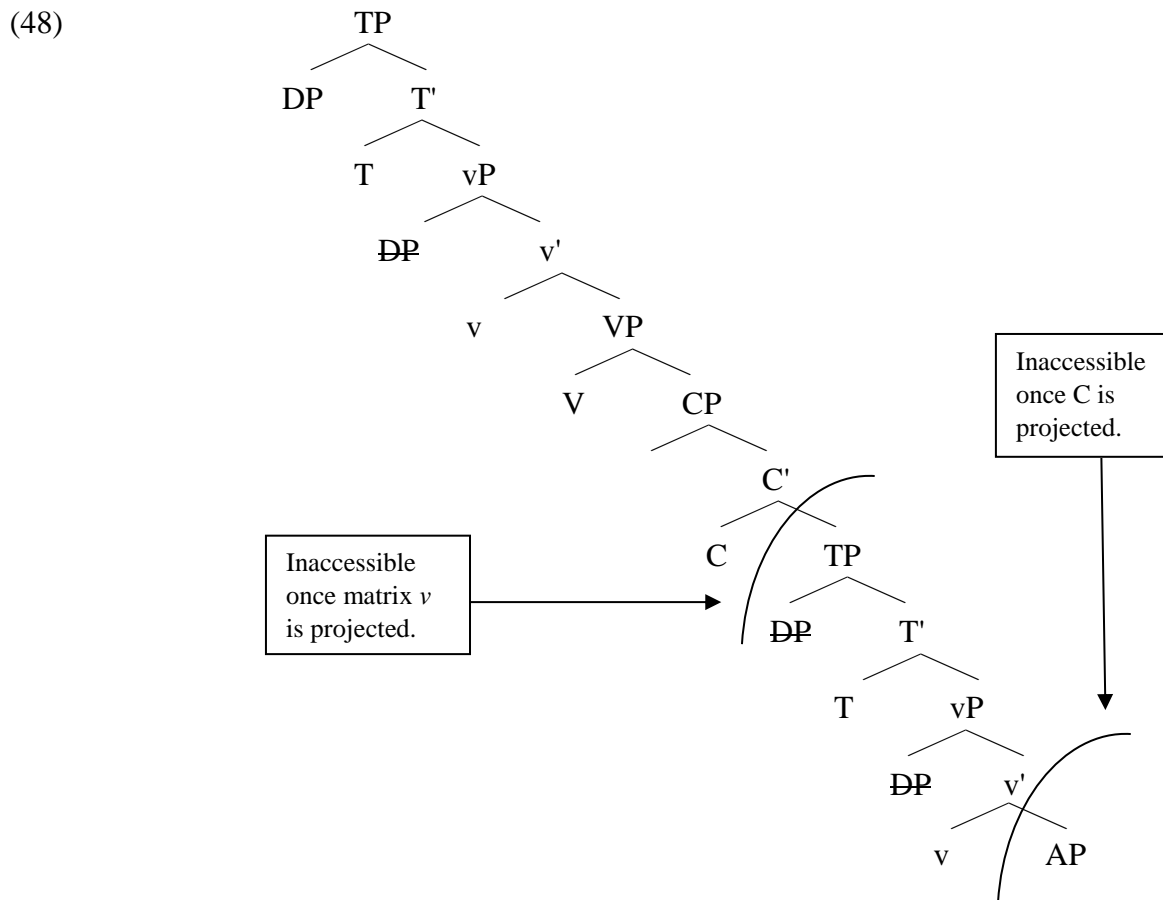 (48)
TP
DP T'
T vP
DP v'
v VP
V CP
Inaccessible
once C is
projected.
C'
C TP
Inaccessible
once matrix v
is projected.
DP T'
T vP
DP v'
v AP